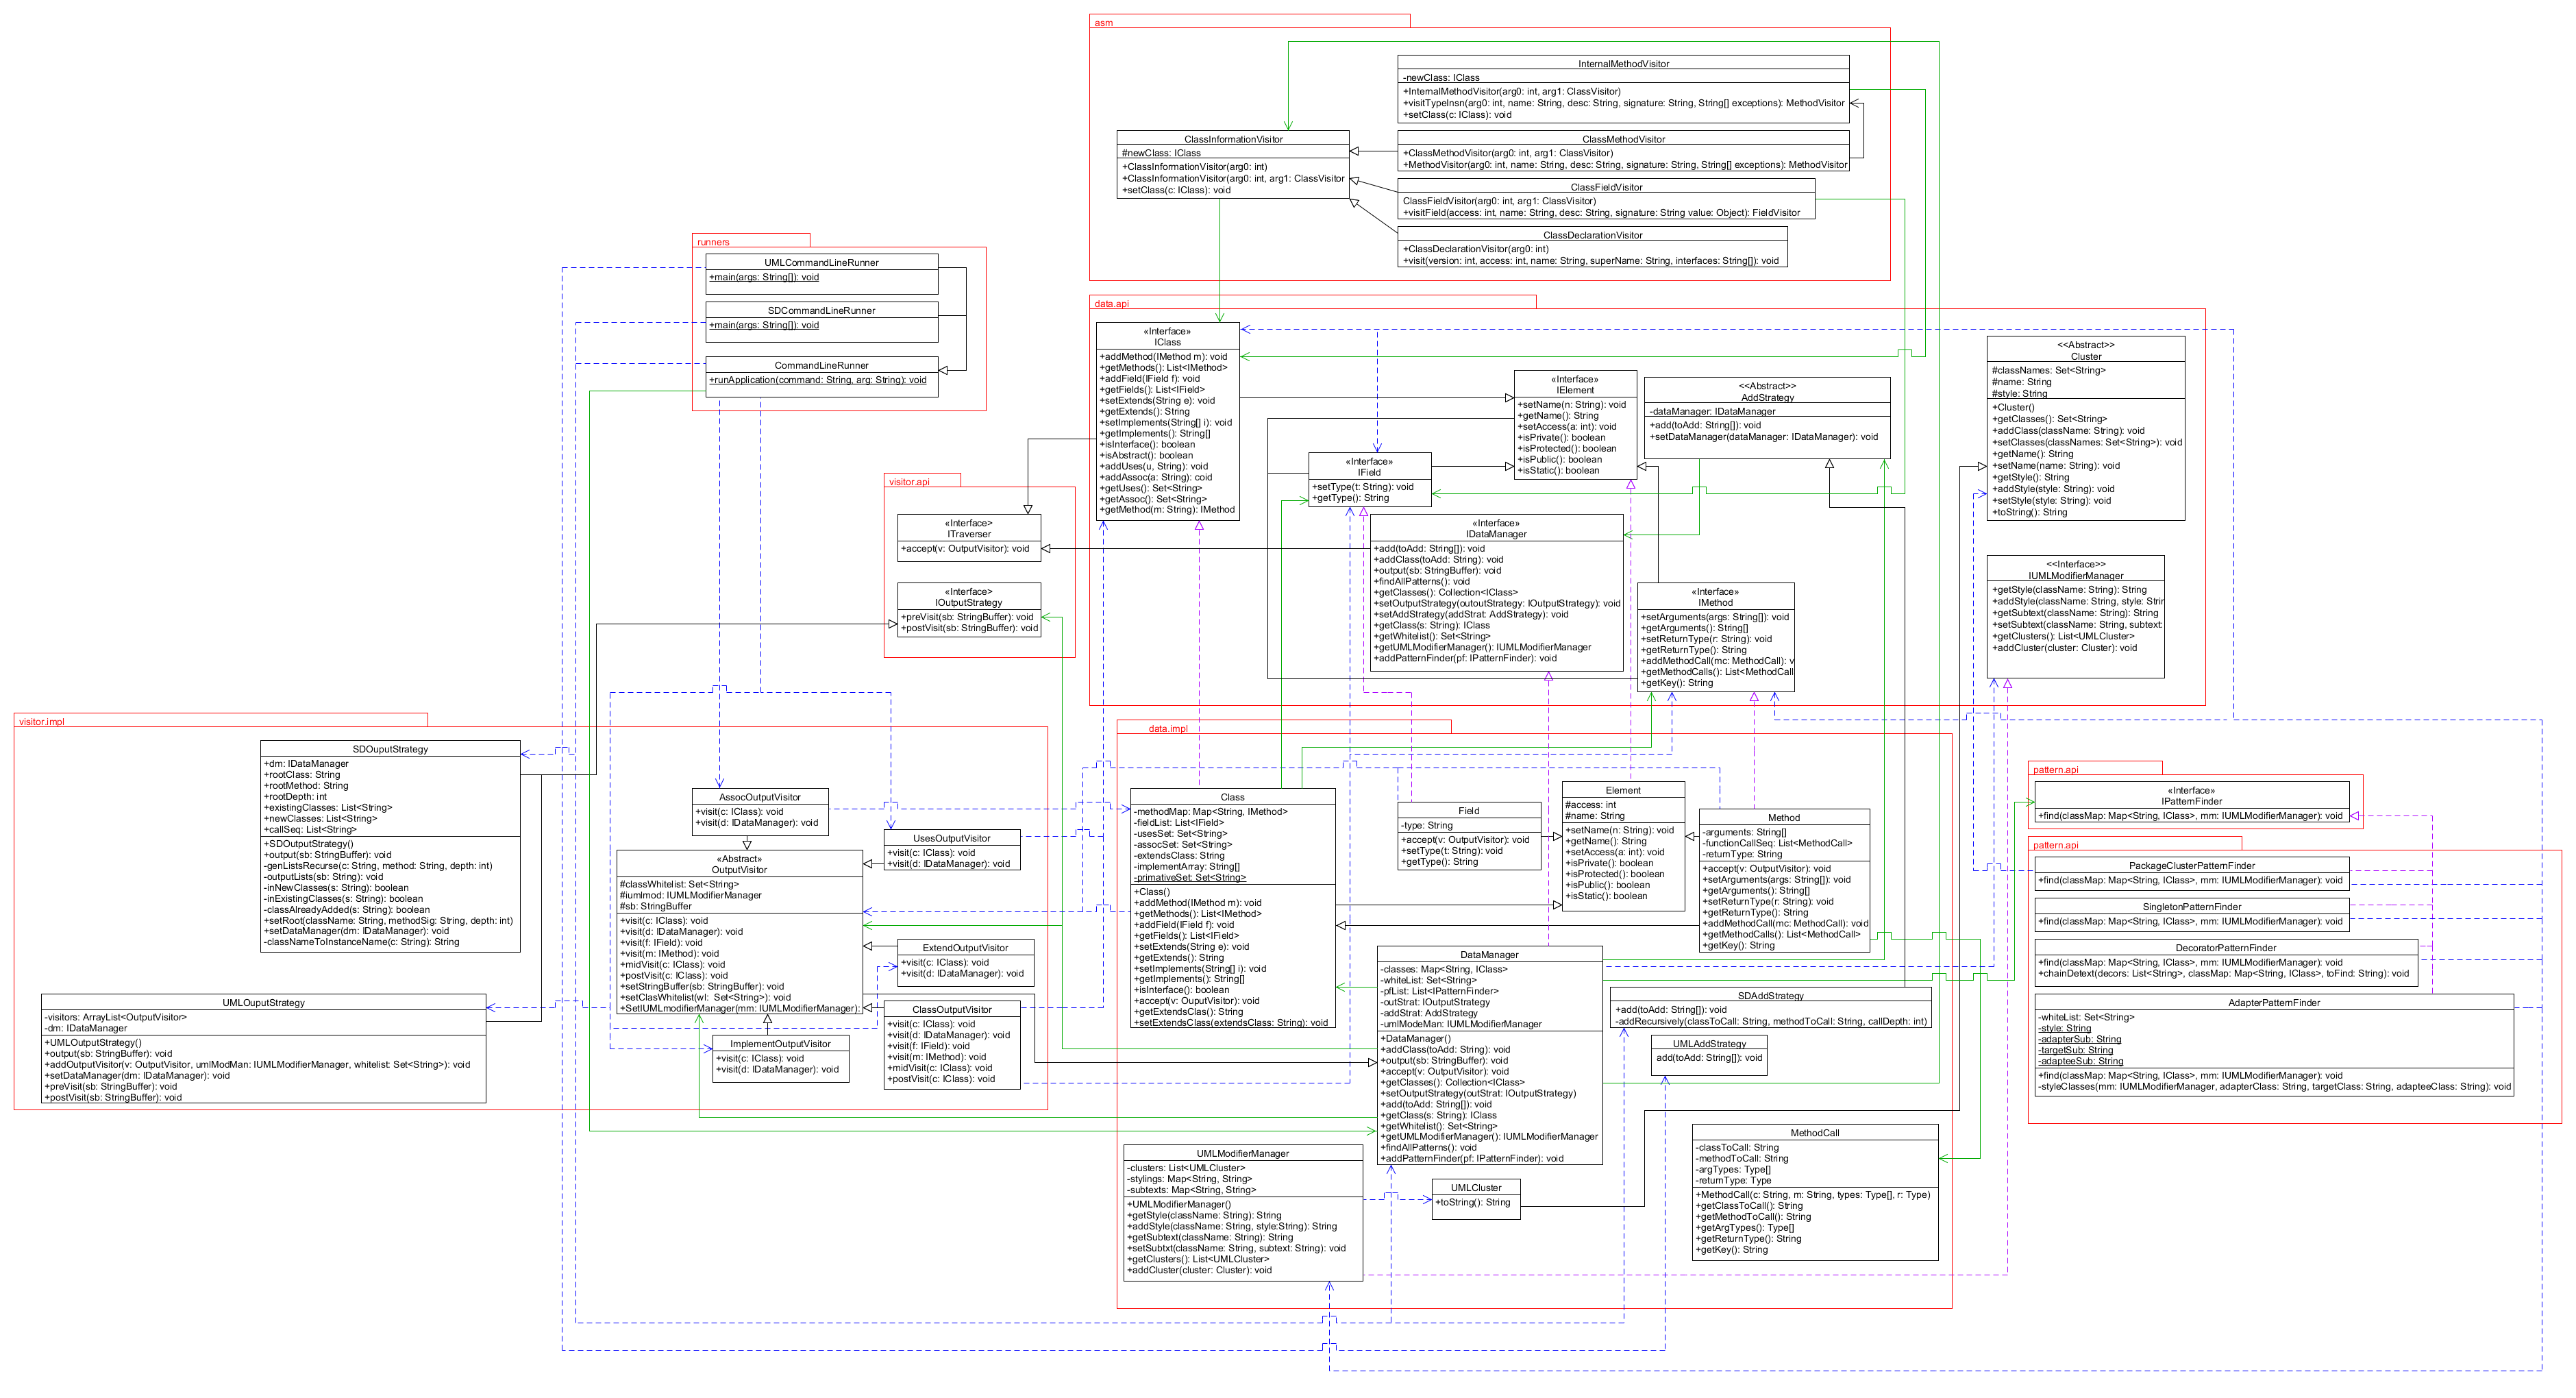 asm
InternalMethodVisitor
-newClass: IClass
+InternalMethodVisitor(arg0: int, arg1: ClassVisitor)
+visitTypeInsn(arg0: int, name: String, desc: String, signature: String, String[] exceptions): MethodVisitor
+setClass(c: IClass): void
ClassInformationVisitor
#newClass: IClass
+ClassInformationVisitor(arg0: int)
+ClassInformationVisitor(arg0: int, arg1: ClassVisitor
+setClass(c: IClass): void
ClassMethodVisitor
+ClassMethodVisitor(arg0: int, arg1: ClassVisitor)
+MethodVisitor(arg0: int, name: String, desc: String, signature: String, String[] exceptions): MethodVisitor
ClassFieldVisitor
ClassFieldVisitor(arg0: int, arg1: ClassVisitor)
+visitField(access: int, name: String, desc: String, signature: String value: Object): FieldVisitor
ClassDeclarationVisitor
+ClassDeclarationVisitor(arg0: int)
+visit(version: int, access: int, name: String, superName: String, interfaces: String[]): void
runners
UMLCommandLineRunner
+main(args: String[]): void
SDCommandLineRunner
+main(args: String[]): void
CommandLineRunner
+runApplication(command: String, arg: String): void
data.api
«Interface»
IClass
+addMethod(IMethod m): void
+getMethods(): List<IMethod>
+addField(IField f): void
+getFields(): List<IField>
+setExtends(String e): void
+getExtends(): String
+setImplements(String[] i): void
+getImplements(): String[]
+isInterface(): boolean
+isAbstract(): boolean
+addUses(u, String): void
+addAssoc(a: String): coid
+getUses(): Set<String>
+getAssoc(): Set<String>
+getMethod(m: String): IMethod
«Interface»
IElement
+setName(n: String): void
+getName(): String
+setAccess(a: int): void
+isPrivate(): boolean
+isProtected(): boolean
+isPublic(): boolean
+isStatic(): boolean
<<Abstract>>
AddStrategy
-dataManager: IDataManager
+add(toAdd: String[]): void
+setDataManager(dataManager: IDataManager): void
<<Abstract>>
Cluster
#classNames: Set<String>
#name: String
#style: String
+Cluster()
+getClasses(): Set<String>
+addClass(className: String): void
+setClasses(classNames: Set<String>): void
+getName(): String
+setName(name: String): void
+getStyle(): String
+addStyle(style: String): void
+setStyle(style: String): void
+toString(): String
«Interface»
IField
+setType(t: String): void
+getType(): String
«Interface»
IDataManager
+add(toAdd: String[]): void
+addClass(toAdd: String): void
+output(sb: StringBuffer): void
+findAllPatterns(): void
+getClasses(): Collection<IClass>
+setOutputStrategy(outoutStrategy: IOutputStrategy): void
+setAddStrategy(addStrat: AddStrategy): void
+getClass(s: String): IClass
+getWhitelist(): Set<String>
+getUMLModifierManager(): IUMLModifierManager
+addPatternFinder(pf: IPatternFinder): void
«Interface»
IMethod
+setArguments(args: String[]): void
+getArguments(): String[]
+setReturnType(r: String): void
+getReturnType(): String
+addMethodCall(mc: MethodCall): v
+getMethodCalls(): List<MethodCall
+getKey(): String
<<Interface>
IUMLModifierManager
+getStyle(className: String): String
+addStyle(className: String, style: Strir
+getSubtext(className: String): String
+setSubtext(className: String, subtext:
+getClusters(): List<UMLCluster>
+addCluster(cluster: Cluster): void
visitor.api
«Interface>
ITraverser
+accept(v: OutputVisitor): void
«Interface>
IOutputStrategy
+preVisit(sb: StringBuffer): void
+postVisit(sb: StringBuffer): void
visitor.impl
SDOuputStrategy
+dm: IDataManager
+rootClass: String
+rootMethod: String
+rootDepth: int
+existingClasses: List<String>
+newClasses: List<String>
+callSeq: List<String>
+SDOutputStrategy()
+output(sb: StringBuffer): void
-genListsRecurse(c: String, method: String, depth: int)
-outputLists(sb: String): void
-inNewClasses(s: String): boolean
-inExistingClasses(s: String): boolean
-classAlreadyAdded(s: String): boolean
+setRoot(className: String, methodSig: String, depth: int)
+setDataManager(dm: IDataManager): void
-classNameToInstanceName(c: String): String
UMLOuputStrategy
-visitors: ArrayList<OutputVisitor>
-dm: IDataManager
+UMLOutputStrategy()
+output(sb: StringBuffer): void
+addOutputVisitor(v: OutputVisitor, umlModMan: IUMLModifierManager, whitelist: Set<String>): void
+setDataManager(dm: IDataManager): void
+preVisit(sb: StringBuffer): void
+postVisit(sb: StringBuffer): void
AssocOutputVisitor
+visit(c: IClass): void
+visit(d: IDataManager): void
UsesOutputVisitor
+visit(c: IClass): void
+visit(d: IDataManager): void
«Abstract»
OutputVisitor
#classWhitelist: Set<String>
#iumlmod: IUMLModifierManager
#sb: StringBuffer
+visit(c: IClass): void
+visit(d: IDataManager): void
+visit(f: IField): void
+visit(m: IMethod): void
+midVisit(c: IClass): void
+postVisit(c: IClass): void
+setStringBuffer(sb: StringBuffer): void
+setClasWhitelist(wl: Set<String>): void
+SetIUMLmodifierManager(mm: IUMLModifierManager):
ExtendOutputVisitor
+visit(c: IClass): void
+visit(d: IDataManager): void
ClassOutputVisitor
+visit(c: IClass): void
+visit(d: IDataManager): void
+visit(f: IField): void
+visit(m: IMethod): void
+midVisit(c: IClass): void
+postVisit(c: IClass): void
ImplementOutputVisitor
+visit(c: IClass): void
+visit(d: IDataManager): void
data.impl
Class
-methodMap: Map<String, IMethod>
-fieldList: List<IField>
-usesSet: Set<String>
-assocSet: Set<String>
-extendsClass: String
-implementArray: String[]
-primativeSet: Set<String>
+Class()
+addMethod(IMethod m): void
+getMethods(): List<IMethod>
+addField(IField f): void
+getFields(): List<IField>
+setExtends(String e): void
+getExtends(): String
+setImplements(String[] i): void
+getImplements(): String[]
+isInterface(): boolean
+accept(v: OuputVisitor): void
+getExtendsClas(): String
+setExtendsClass(extendsClass: String): void
Field
-type: String
+accept(v: OutputVisitor): void
+setType(t: String): void
+getType(): String
Element
#access: int
#name: String
+setName(n: String): void
+getName(): String
+setAccess(a: int): void
+isPrivate(): boolean
+isProtected(): boolean
+isPublic(): boolean
+isStatic(): boolean
Method
-arguments: String[]
-functionCallSeq: List<MethodCall>
-returnType: String
+accept(v: OutputVisitor): void
+setArguments(args: String[]): void
+getArguments(): String[]
+setReturnType(r: String): void
+getReturnType(): String
+addMethodCall(mc: MethodCall): void
+getMethodCalls(): List<MethodCall>
+getKey(): String
DataManager
-classes: Map<String, IClass>
-whiteList: Set<String>
-pfList: List<IPatternFinder>
-outStrat: IOutputStrategy
-addStrat: AddStrategy
-umlModeMan: IUMLModifierManager
+DataManager()
+addClass(toAdd: String): void
+output(sb: StringBuffer): void
+accept(v: OutputVisitor): void
+getClasses(): Collection<IClass>
+setOutputStrategy(outStrat: IOutputStrategy)
+add(toAdd: String[]): void
+getClass(s: String): IClass
+getWhitelist(): Set<String>
+getUMLModifierManager(): IUMLModifierManager
+findAllPatterns(): void
+addPatternFinder(pf: IPatternFinder): void
SDAddStrategy
+add(toAdd: String[]): void
-addRecursively(classToCall: String, methodToCall: String, callDepth: int)
UMLAddStrategy
add(toAdd: String[]): void
UMLModifierManager
-clusters: List<UMLCluster>
-stylings: Map<String, String>
-subtexts: Map<String, String>
+UMLModifierManager()
+getStyle(className: String): String
+addStyle(className: String, style:String): String
+getSubtext(className: String): String
+setSubtxt(className: String, subtext: String): void
+getClusters(): List<UMLCluster>
+addCluster(cluster: Cluster): void
UMLCluster
+toString(): String
MethodCall
-classToCall: String
-methodToCall: String
-argTypes: Type[]
-returnType: Type
+MethodCall(c: String, m: String, types: Type[], r: Type)
+getClassToCall(): String
+getMethodToCall(): String
+getArgTypes(): Type[]
+getReturnType(): String
+getKey(): String
pattern.api
«Interface»
IPatternFinder
+find(classMap: Map<String, IClass>, mm: IUMLModifierManager): void
pattern.api
PackageClusterPatternFinder
+find(classMap: Map<String, IClass>, mm: IUMLModifierManager): void
SingletonPatternFinder
+find(classMap: Map<String, IClass>, mm: IUMLModifierManager): void
DecoratorPatternFinder
+find(classMap: Map<String, IClass>, mm: IUMLModifierManager): void
+chainDetext(decors: List<String>, classMap: Map<String, IClass>, toFind: String): void
AdapterPatternFinder
-whiteList: Set<String>
-style: String
-adapterSub: String
-targetSub: String
-adapteeSub: String
+find(classMap: Map<String, IClass>, mm: IUMLModifierManager): void
-styleClasses(mm: IUMLModifierManager, adapterClass: String, targetClass: String, adapteeClass: String): void